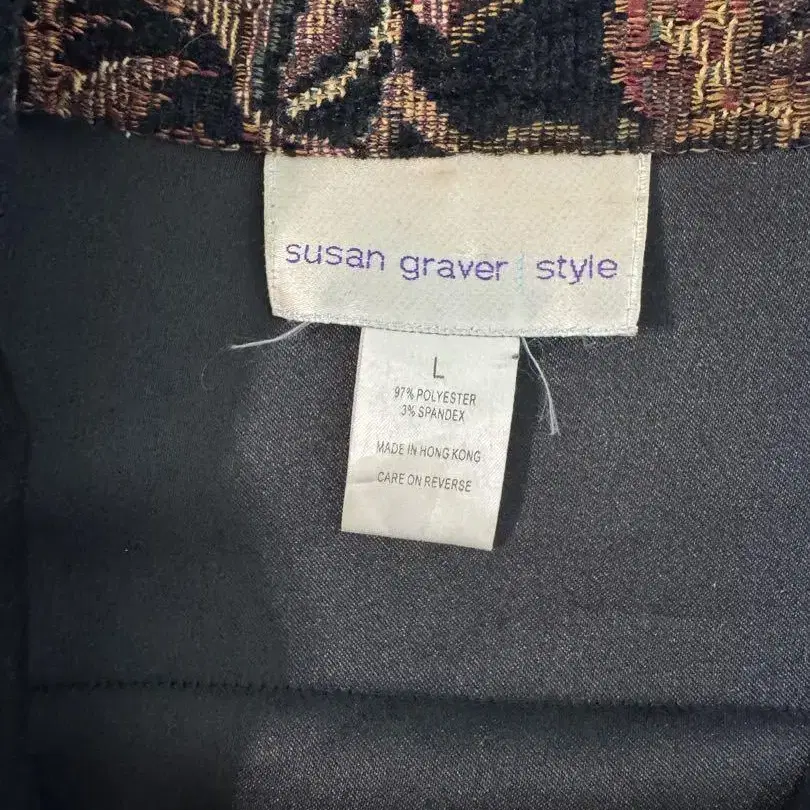 susan graver | style
L
97% POLYESTER
3% SPANDEX
MADE IN HONG KONG
CARE ON REVERSE